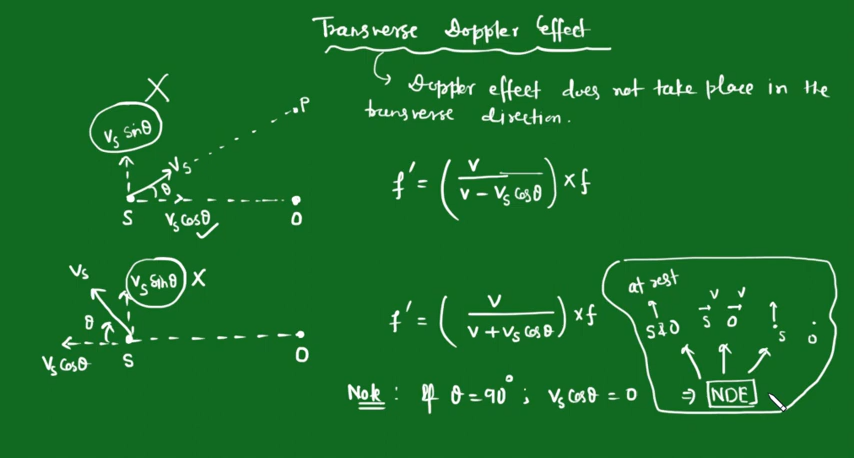 Transverse Doppler Effect
Doppler effect does not take place in the
transverse direction.
X
Vs sinθ
P
Vs
θ
S
Vs cosθ
O
f' = (V / (V - Vs cosθ)) × f
Vs
Vs sinθ X
θ
Vs cosθ
S
O
f' = (V / (V + Vs cosθ)) × f
at rest
S & O
V V
S O
S O
Note : If θ = 90° ; Vs cosθ = 0 ⇒ NDE